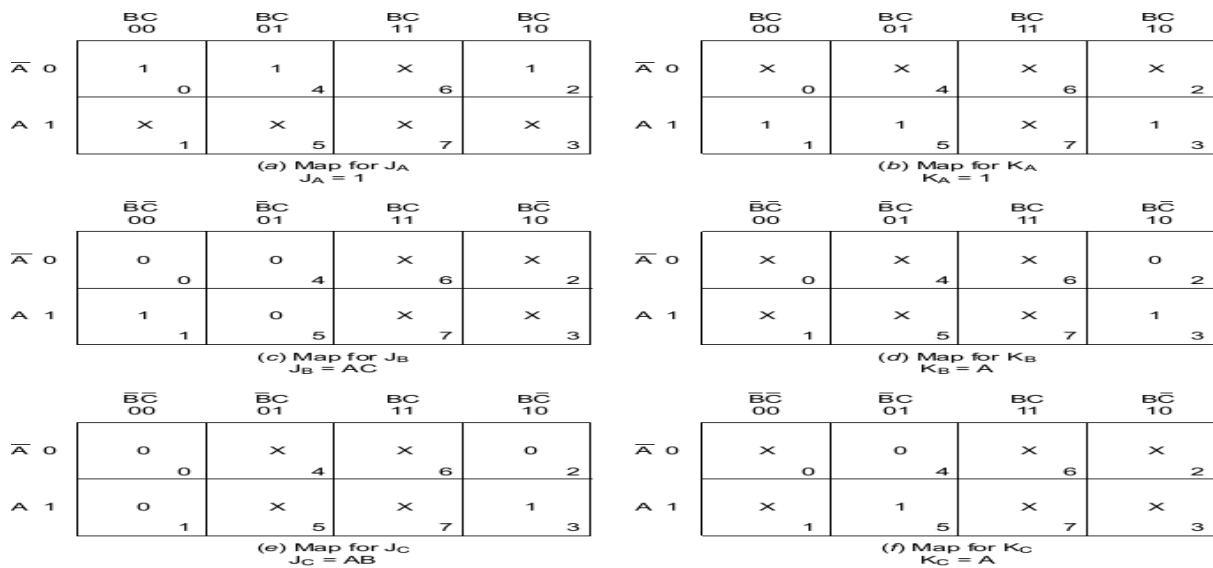 BC BC BC BC BC BC BC BC
00 01 11 10 00 01 11 10
A̅ 0 1 1 X 1 A̅ 0 X X X X
0 4 6 2 0 4 6 2
A 1 X X X X A 1 1 1 X 1
1 5 7 3 1 5 7 3
(a) Map for J_A (b) Map for K_A
J_A = 1 K_A = 1
B̅C̅ B̅C BC BC̅ B̅C̅ B̅C BC BC̅
00 01 11 10 00 01 11 10
A̅ 0 0 0 X X A̅ 0 X X X 0
0 4 6 2 0 4 6 2
A 1 1 0 X X A 1 X X X 1
1 5 7 3 1 5 7 3
(c) Map for J_B (d) Map for K_B
J_B = AC K_B = A
B̅C̅ B̅C BC BC̅ B̅C̅ B̅C BC BC̅
00 01 11 10 00 01 11 10
A̅ 0 0 X X 0 A̅ 0 X 0 X X
0 4 6 2 0 4 6 2
A 1 0 X X 1 A 1 X 1 X X
1 5 7 3 1 5 7 3
(e) Map for J_C (f) Map for K_C
J_C = AB K_C = A